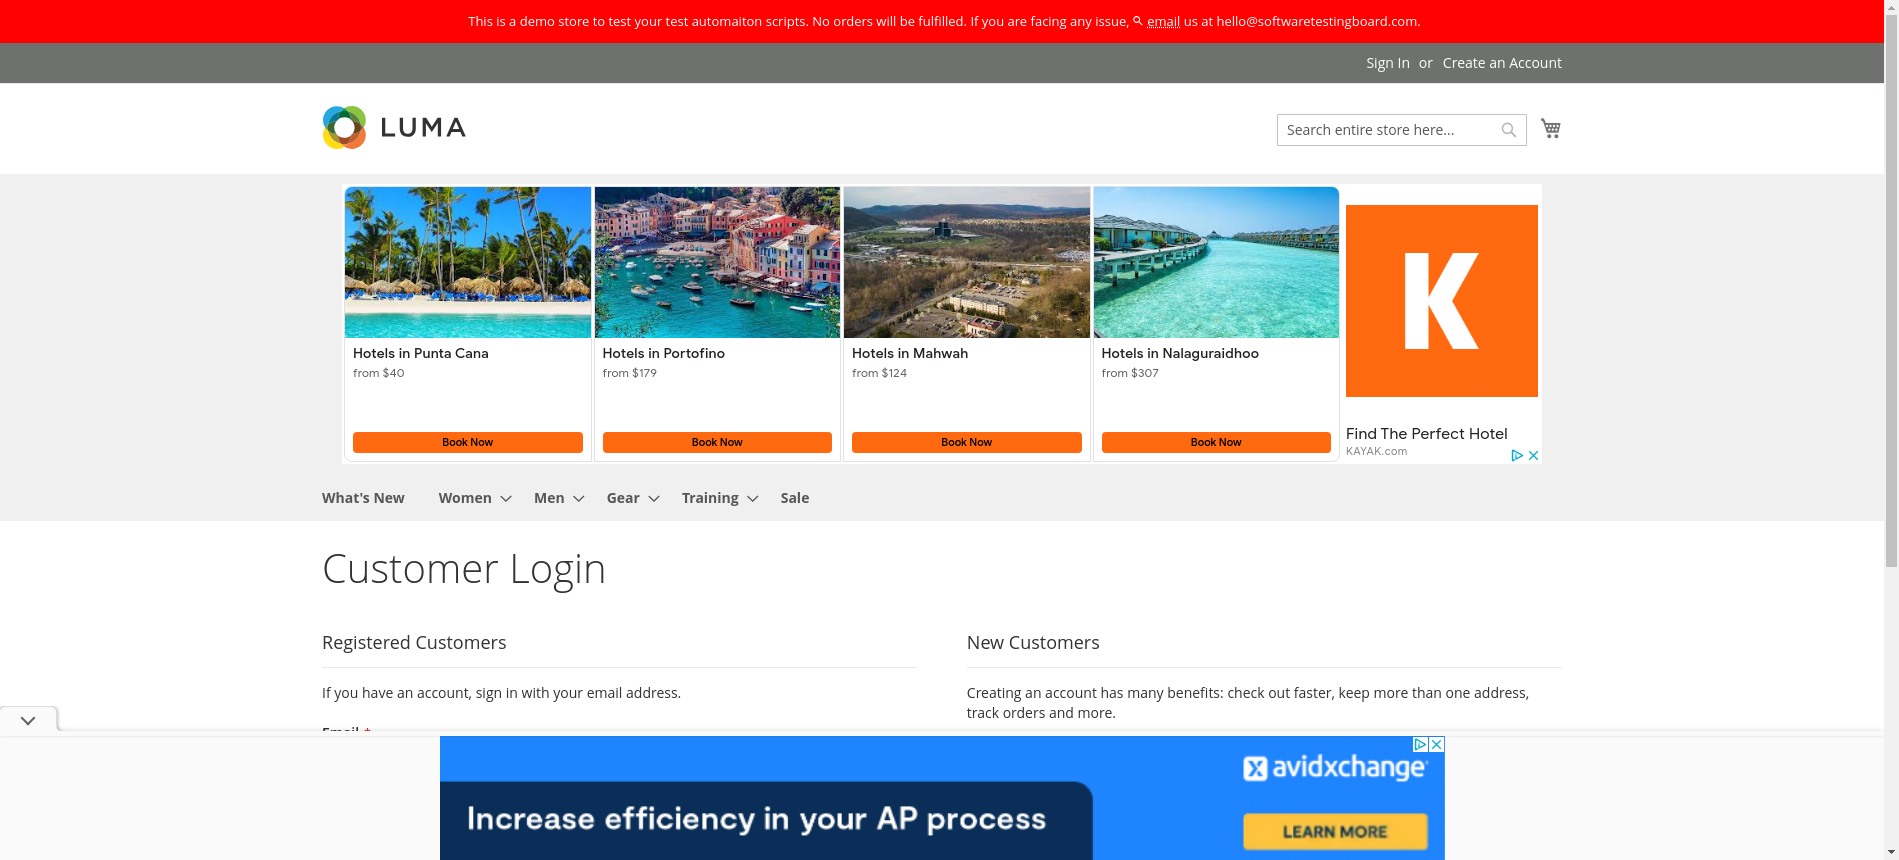 This is a demo store to test your test automaiton scripts. No orders will be fulfilled. If you are facing any issue, email us at hello@softwaretestingboard.com.
Sign In or Create an Account
LUMA
Search entire store here...
Hotels in Punta Cana
from $40
Book Now
Hotels in Portofino
from $179
Book Now
Hotels in Mahwah
from $124
Book Now
Hotels in Nalaguraidhoo
from $307
Book Now
K
Find The Perfect Hotel
KAYAK.com
What's New Women Men Gear Training Sale
Customer Login
Registered Customers
If you have an account, sign in with your email address.
Email *
New Customers
Creating an account has many benefits: check out faster, keep more than one address,
track orders and more.
Increase efficiency in your AP process
avidxchange
LEARN MORE